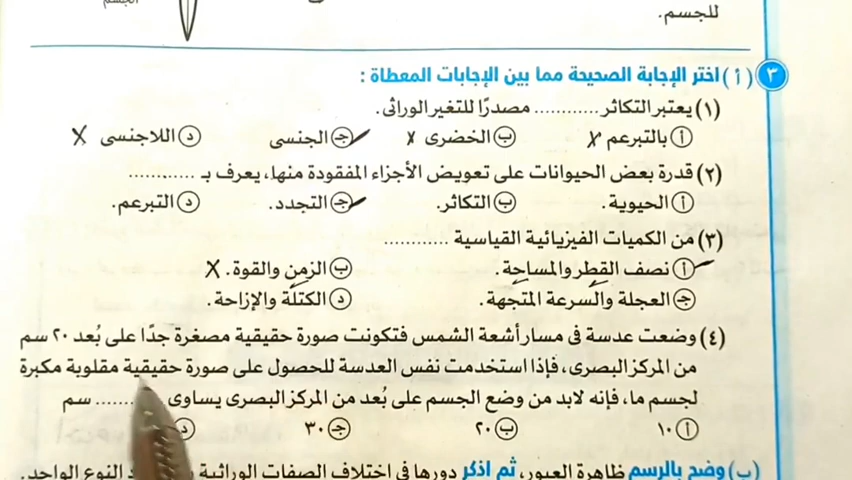 الجسم
للجسم.
٣ (أ) اختر الإجابة الصحيحة مما بين الإجابات المعطاة :
(١) يعتبر التكاثر ............ مصدرًا للتغير الوراثى.
أ بالتبرعم X ب الخضرى X ج الجنسى د اللاجنسى X
(٢) قدرة بعض الحيوانات على تعويض الأجزاء المفقودة منها، يعرف بـ ............
أ الحيوية. ب التكاثر. ج التجدد. د التبرعم.
(٣) من الكميات الفيزيائية القياسية ............
أ نصف القطر والمساحة. ب الزمن والقوة. X
ج العجلة والسرعة المتجهة. د الكتلة والإزاحة.
(٤) وضعت عدسة فى مسار أشعة الشمس فتكونت صورة حقيقية مصغرة جدًا على بُعد ٢٠ سم
من المركز البصرى، فإذا استخدمت نفس العدسة للحصول على صورة حقيقية مقلوبة مكبرة
لجسم ما، فإنه لابد من وضع الجسم على بُعد من المركز البصرى يساوى ...... سم
أ ١٠ ب ٢٠ ج ٣٠ د
(ب) وضح بالرسم ظاهرة العبور، ثم اذكر دورها فى اختلاف الصفات الوراثية النوع الواحد.